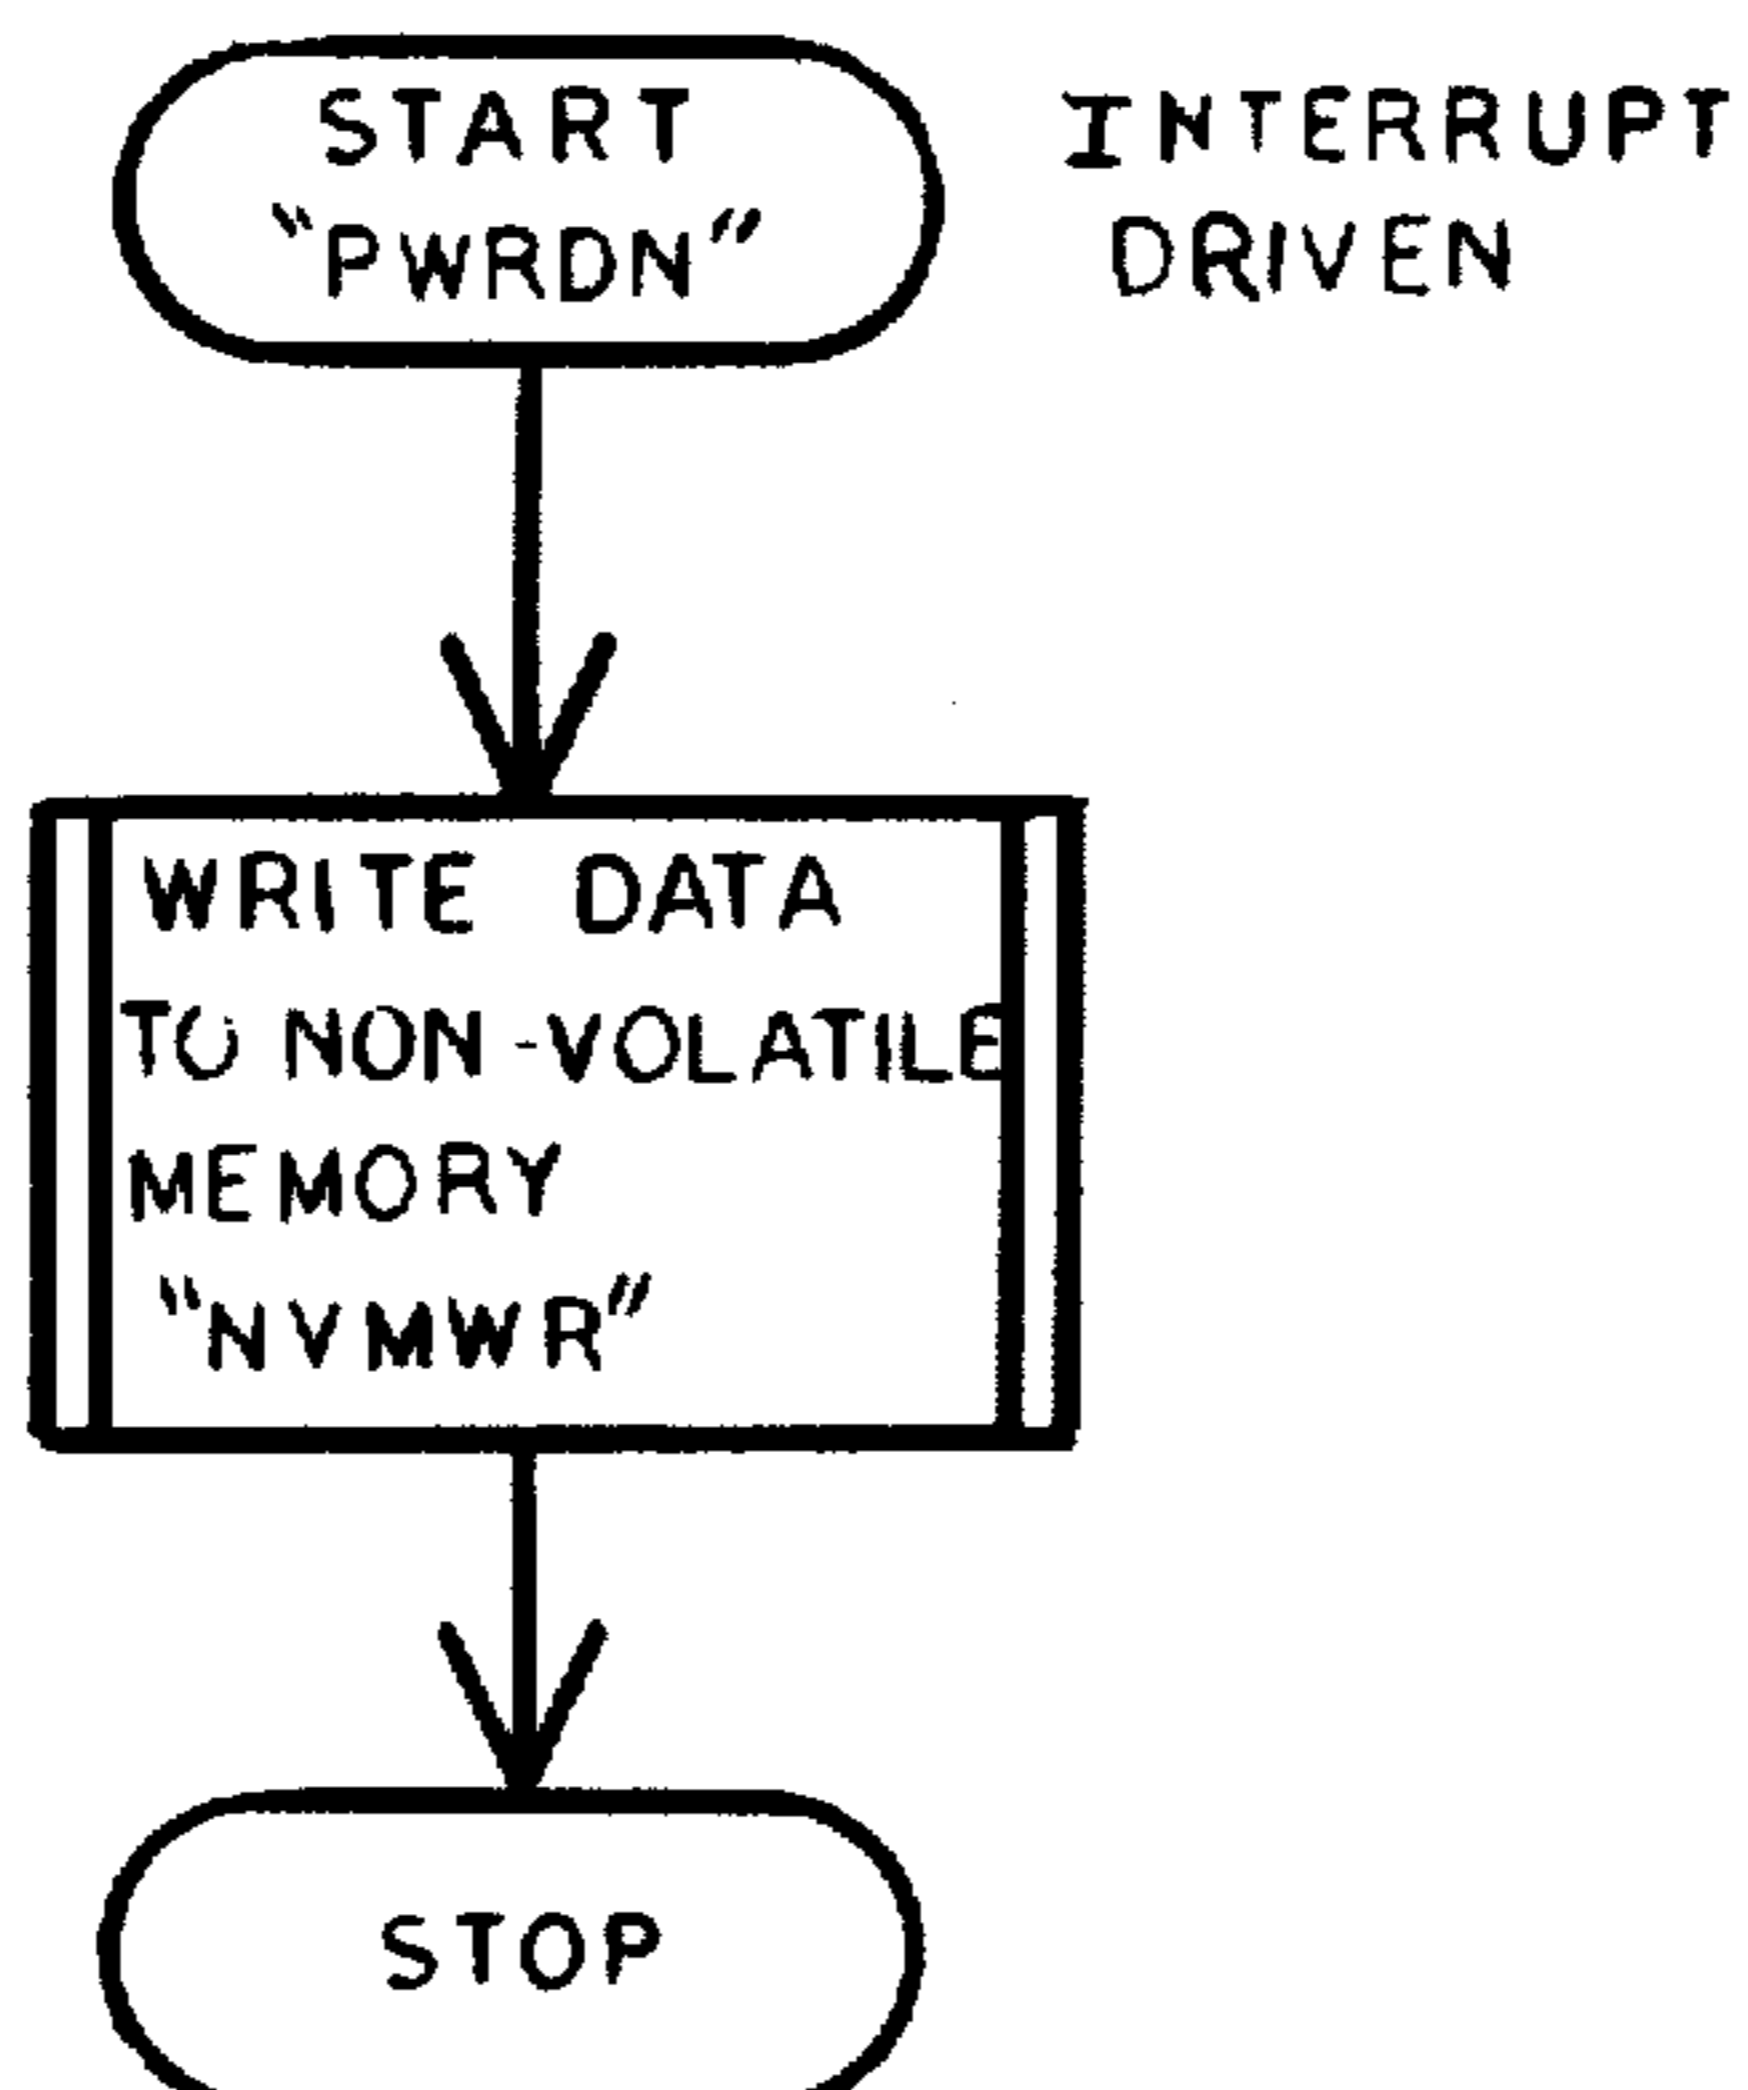 START
"PWRDN"
INTERRUPT
DRIVEN
WRITE DATA
TO NON-VOLATILE
MEMORY
"NVMWR"
STOP